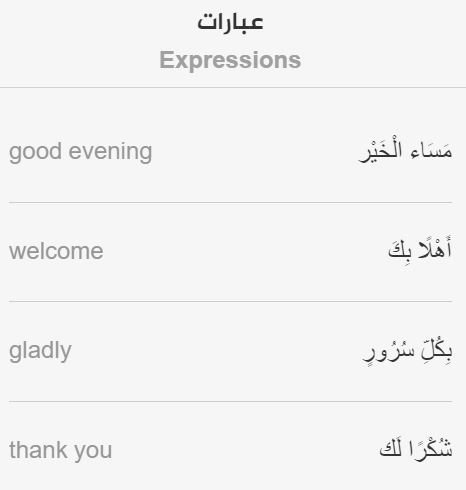 عبارات
Expressions
good evening مَسَاء الْخَيْر
welcome أَهْلًا بِكَ
gladly بِكُلِّ سُرُورٍ
thank you شُكْرًا لَك